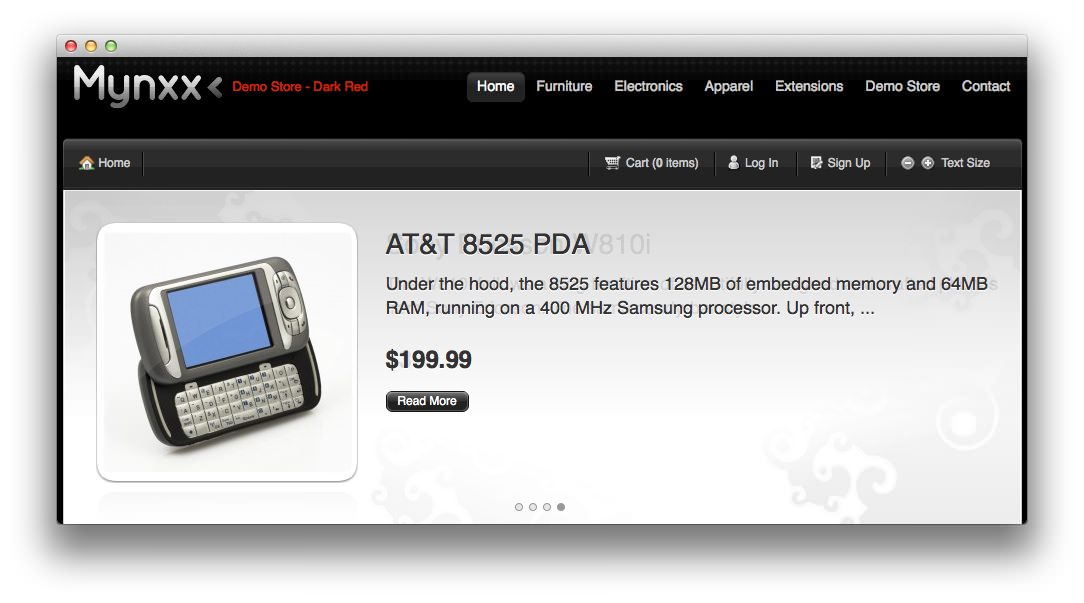 Mynxx
Demo Store - Dark Red
Home Furniture Electronics Apparel Extensions Demo Store Contact
Home
Cart (0 items) Log In Sign Up Text Size
AT&T 8525 PDA
W810i
Under the hood, the 8525 features 128MB of embedded memory and 64MB
RAM, running on a 400 MHz Samsung processor. Up front, ...
$199.99
Read More